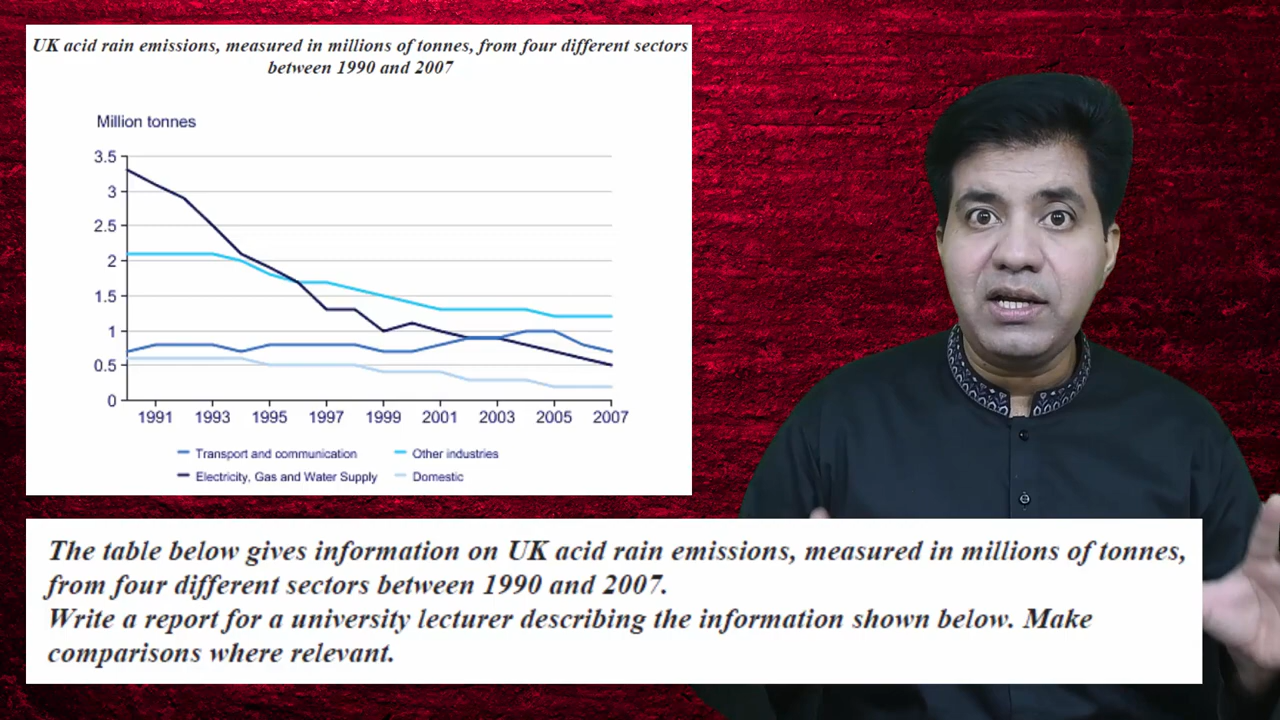 UK acid rain emissions, measured in millions of tonnes, from four different sectors
between 1990 and 2007
Million tonnes
3.5
3
2.5
2
1.5
1
0.5
0
1991 1993 1995 1997 1999 2001 2003 2005 2007
Transport and communication Other industries
Electricity, Gas and Water Supply Domestic
The table below gives information on UK acid rain emissions, measured in millions of tonnes,
from four different sectors between 1990 and 2007.
Write a report for a university lecturer describing the information shown below. Make
comparisons where relevant.